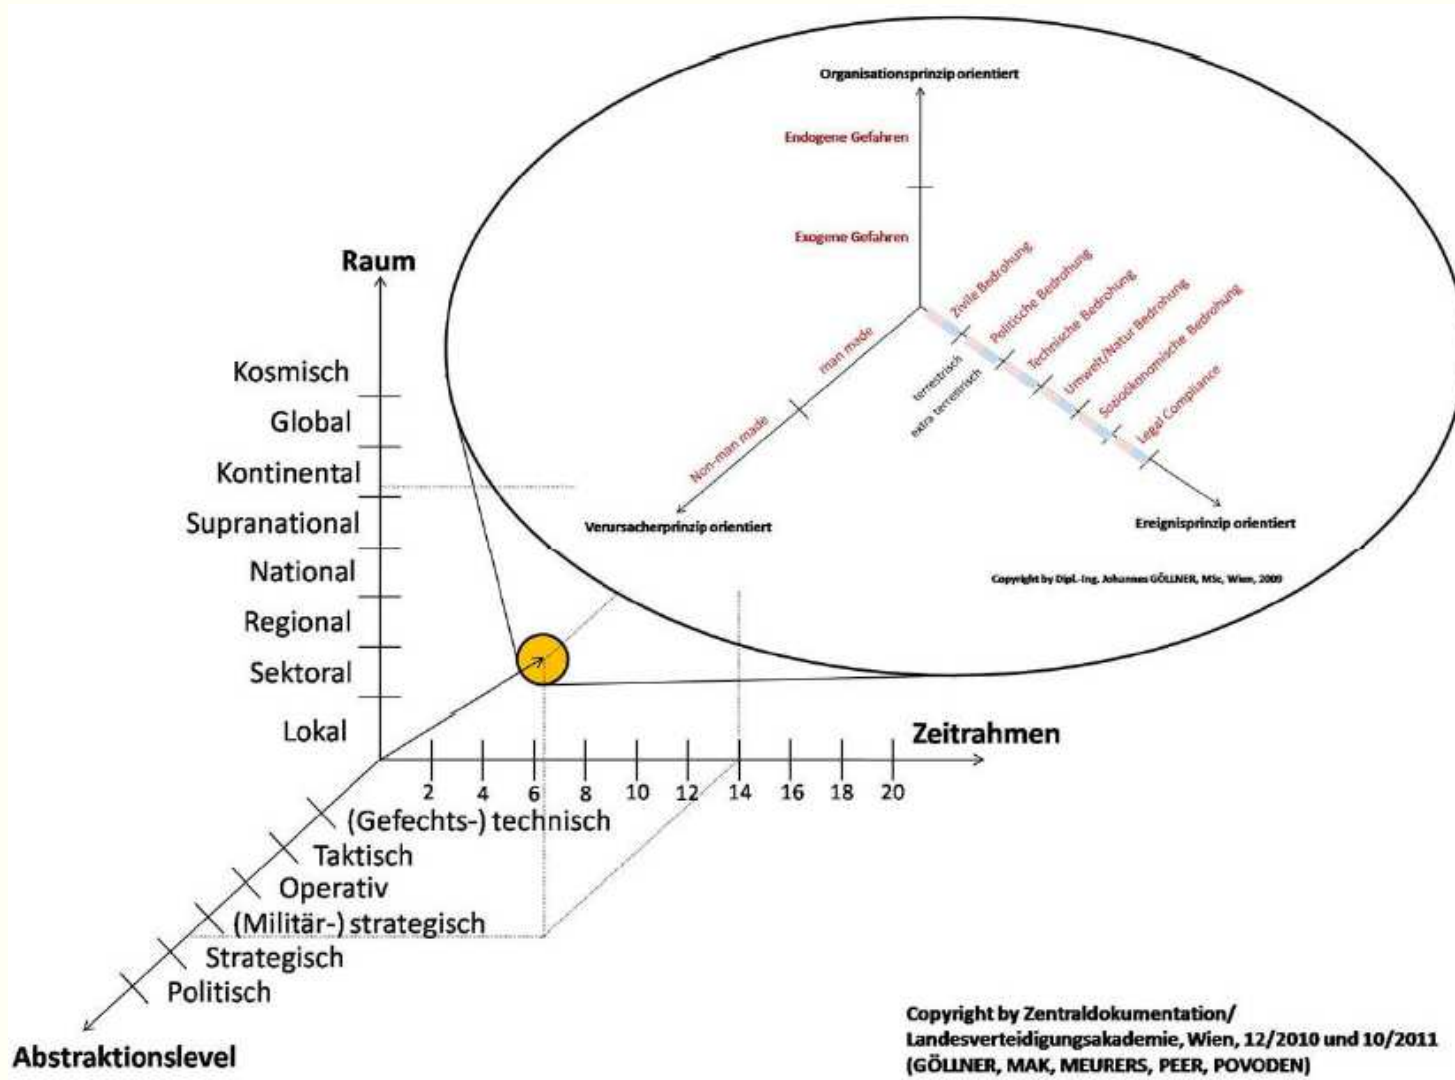 Organisationsprinzip orientiert
Endogene Gefahren
Exogene Gefahren
Zivile Bedrohung
Politische Bedrohung
Technische Bedrohung
Umwelt/Natur Bedrohung
Sozioökonomische Bedrohung
Legal Compliance
terrestrisch
extra terrestrisch
man made
Non-man made
Verursacherprinzip orientiert
Ereignisprinzip orientiert
Copyright by Dipl.-Ing. Johannes GÖLLNER, MSc, Wien, 2009
Raum
Kosmisch
Global
Kontinental
Supranational
National
Regional
Sektoral
Lokal
Zeitrahmen
2 4 6 8 10 12 14 16 18 20
(Gefechts-) technisch
Taktisch
Operativ
(Militär-) strategisch
Strategisch
Politisch
Abstraktionslevel
Copyright by Zentraldokumentation/
Landesverteidigungsakademie, Wien, 12/2010 und 10/2011
(GÖLLNER, MAK, MEURERS, PEER, POVODEN)